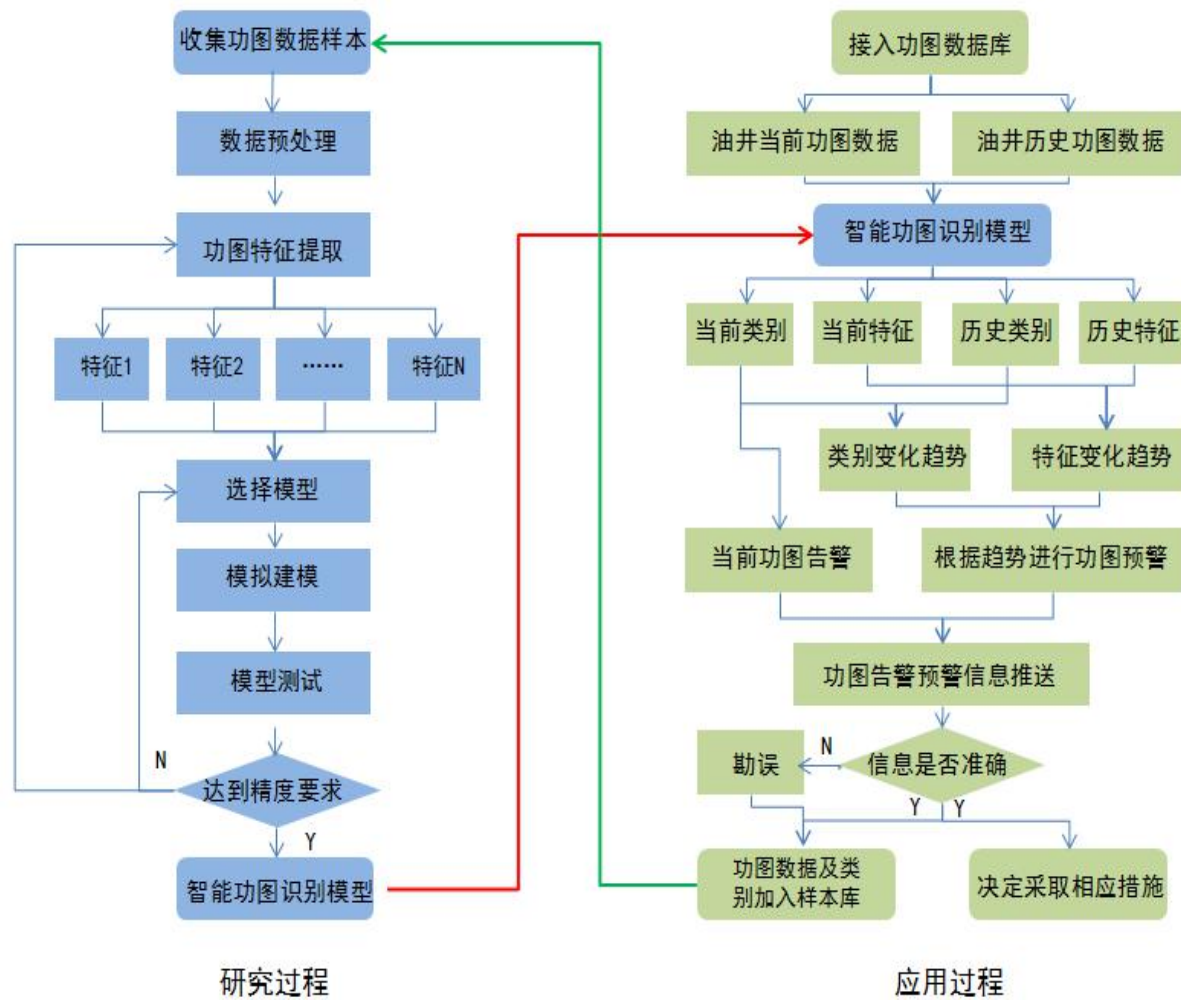 收集功图数据样本
数据预处理
功图特征提取
特征1
特征2
……
特征N
选择模型
模拟建模
模型测试
N
达到精度要求
Y
智能功图识别模型
研究过程
接入功图数据库
油井当前功图数据
油井历史功图数据
智能功图识别模型
当前类别
当前特征
历史类别
历史特征
类别变化趋势
特征变化趋势
当前功图告警
根据趋势进行功图预警
功图告警预警信息推送
勘误
N
信息是否准确
Y
Y
功图数据及类
别加入样本库
决定采取相应措施
应用过程